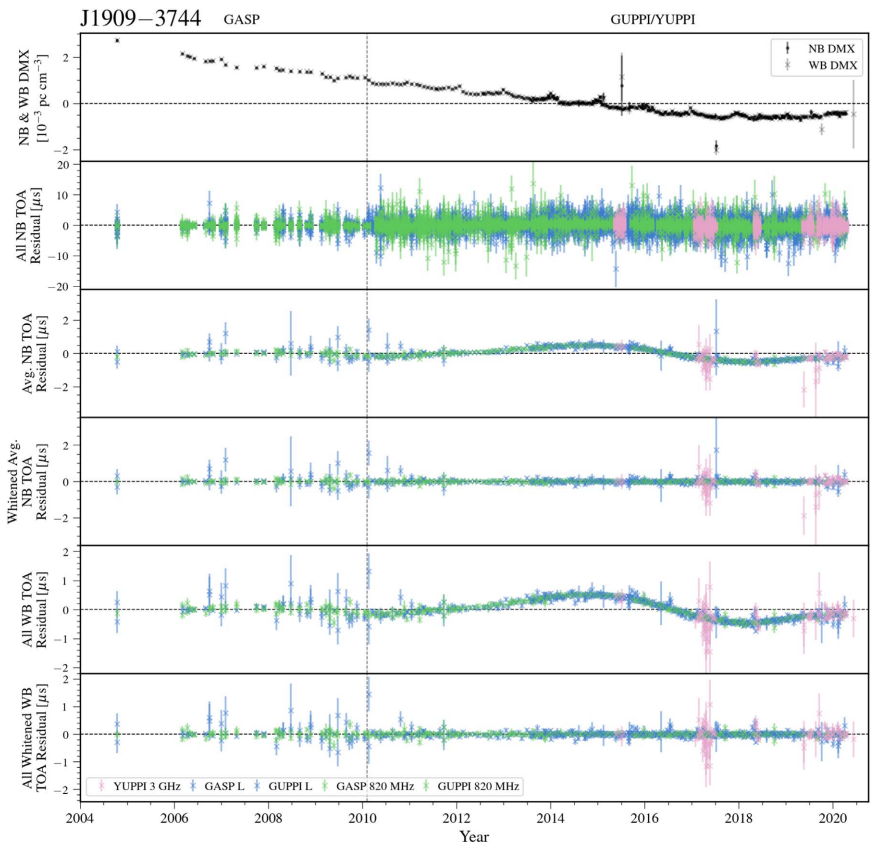 J1909−3744 GASP GUPPI/YUPPI
NB & WB DMX
[10⁻³ pc cm⁻³]
2
0
−2
NB DMX
WB DMX
All NB TOA
Residual [μs]
20
10
0
−10
−20
Avg. NB TOA
Residual [μs]
2
0
−2
Whitened Avg.
NB TOA
Residual [μs]
2
0
−2
All WB TOA
Residual [μs]
2
1
0
−1
−2
All Whitened WB
TOA Residual [μs]
2
1
0
−1
−2
YUPPI 3 GHz GASP L GUPPI L GASP 820 MHz GUPPI 820 MHz
2004 2006 2008 2010 2012 2014 2016 2018 2020
Year